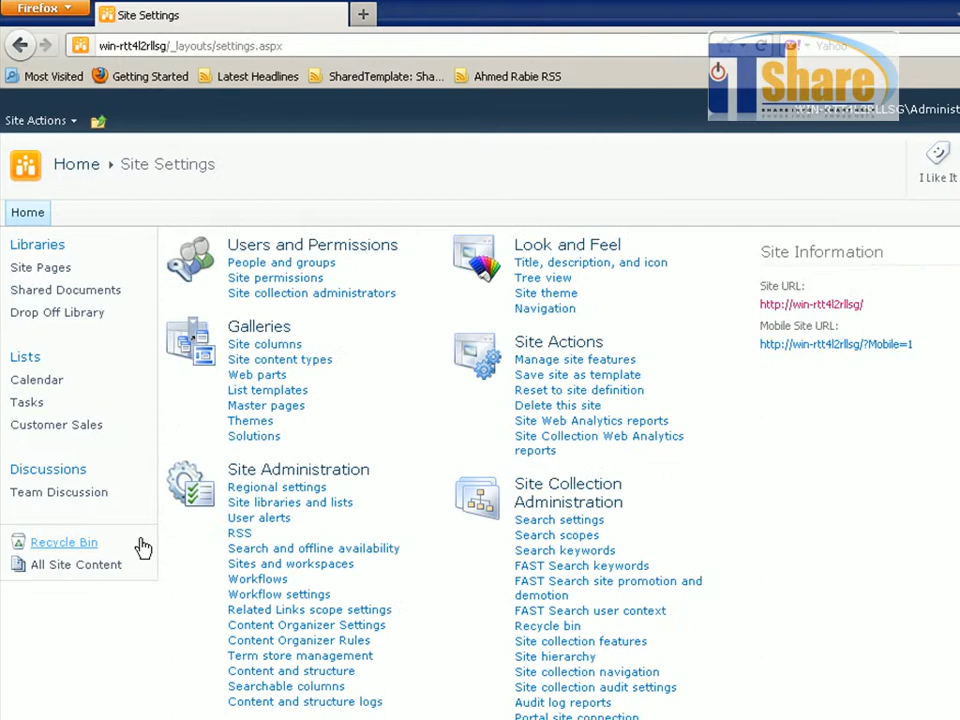 Firefox
Site Settings
win-rtt4l2rllsg/_layouts/settings.aspx
Yahoo
Most Visited
Getting Started
Latest Headlines
SharedTemplate: Sha...
Ahmed Rabie RSS
iTShare
Site Actions
WIN-RTT4L2RLLSG\Administ
Home
Site Settings
I Like It
Home
Libraries
Site Pages
Shared Documents
Drop Off Library
Lists
Calendar
Tasks
Customer Sales
Discussions
Team Discussion
Recycle Bin
All Site Content
Users and Permissions
People and groups
Site permissions
Site collection administrators
Galleries
Site columns
Site content types
Web parts
List templates
Master pages
Themes
Solutions
Site Administration
Regional settings
Site libraries and lists
User alerts
RSS
Search and offline availability
Sites and workspaces
Workflows
Workflow settings
Related Links scope settings
Content Organizer Settings
Content Organizer Rules
Term store management
Content and structure
Searchable columns
Content and structure logs
Look and Feel
Title, description, and icon
Tree view
Site theme
Navigation
Site Actions
Manage site features
Save site as template
Reset to site definition
Delete this site
Site Web Analytics reports
Site Collection Web Analytics
reports
Site Collection
Administration
Search settings
Search scopes
Search keywords
FAST Search keywords
FAST Search site promotion and
demotion
FAST Search user context
Recycle bin
Site collection features
Site hierarchy
Site collection navigation
Site collection audit settings
Audit log reports
Portal site connection
Site Information
Site URL:
http://win-rtt4l2rllsg/
Mobile Site URL:
http://win-rtt4l2rllsg/?Mobile=1